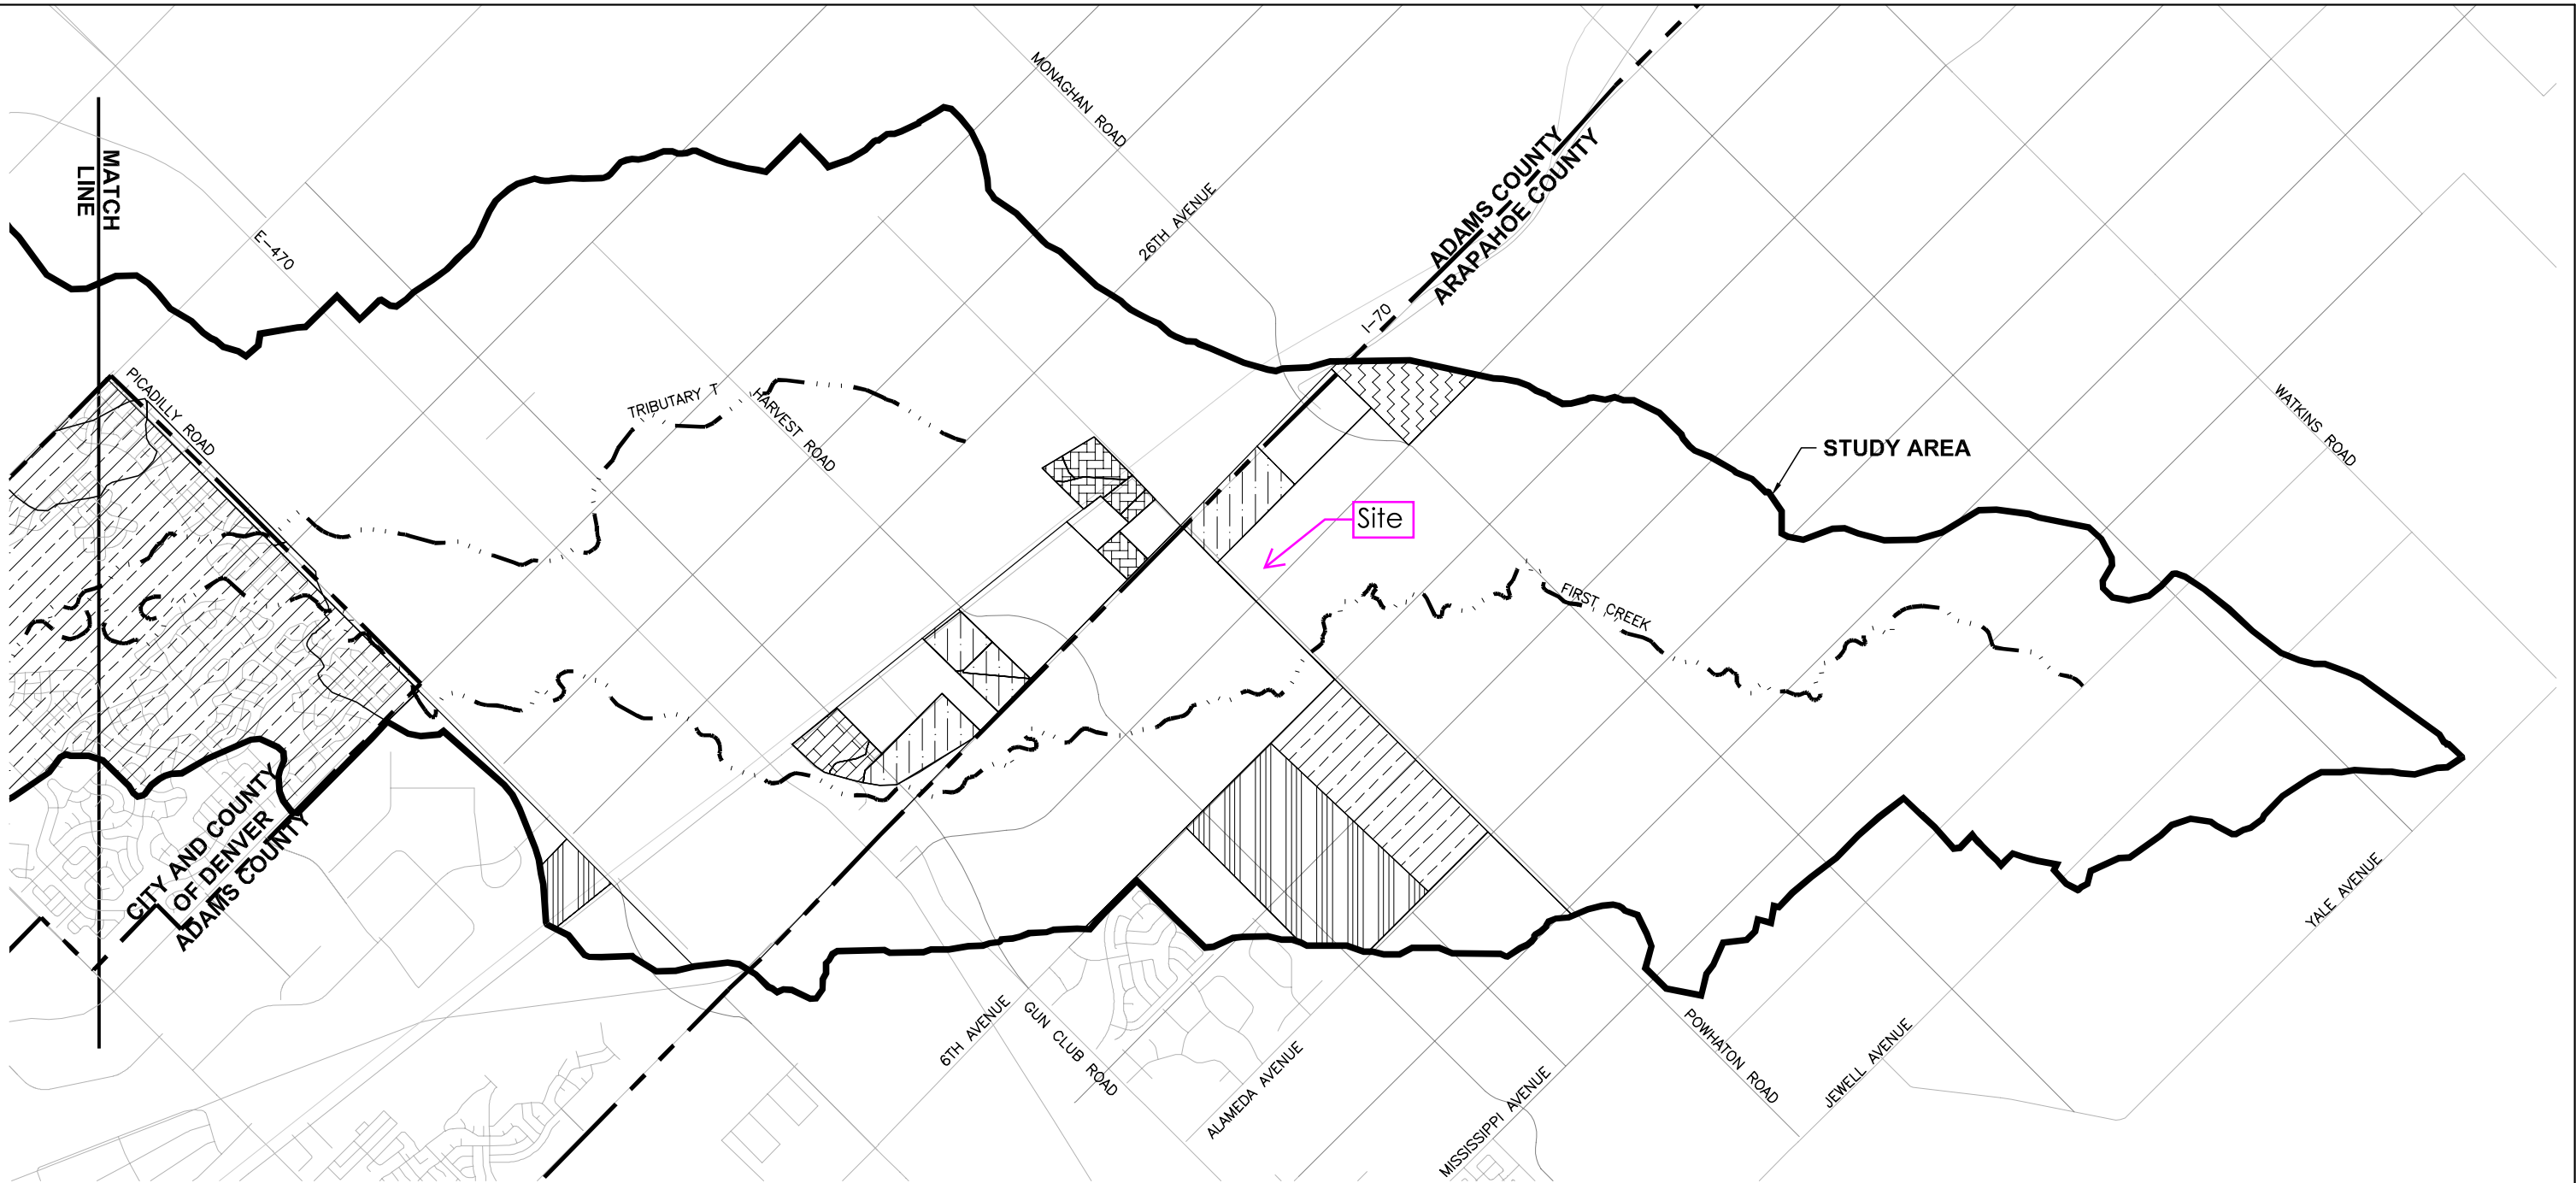 MONAGHAN ROAD
26TH AVENUE
ADAMS COUNTY
ARAPAHOE COUNTY
I-70
MATCH
LINE
E-470
PICADILLY ROAD
TRIBUTARY T
HARVEST ROAD
STUDY AREA
WATKINS ROAD
Site
FIRST CREEK
CITY AND COUNTY
OF DENVER
ADAMS COUNTY
6TH AVENUE
GUN CLUB ROAD
ALAMEDA AVENUE
MISSISSIPPI AVENUE
POWHATON ROAD
JEWELL AVENUE
YALE AVENUE